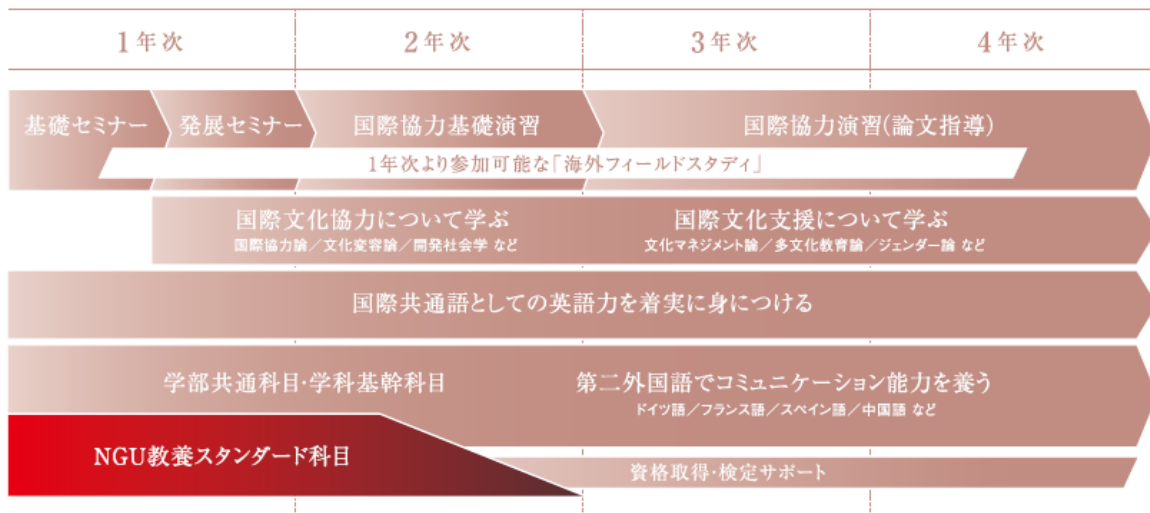 1年次 2年次 3年次 4年次
基礎セミナー 発展セミナー 国際協力基礎演習 国際協力演習(論文指導)
1年次より参加可能な「海外フィールドスタディ」
国際文化協力について学ぶ 国際文化支援について学ぶ
国際協力論／文化変容論／開発社会学 など 文化マネジメント論／多文化教育論／ジェンダー論 など
国際共通語としての英語力を着実に身につける
学部共通科目・学科基幹科目 第二外国語でコミュニケーション能力を養う
ドイツ語／フランス語／スペイン語／中国語 など
NGU教養スタンダード科目
資格取得・検定サポート